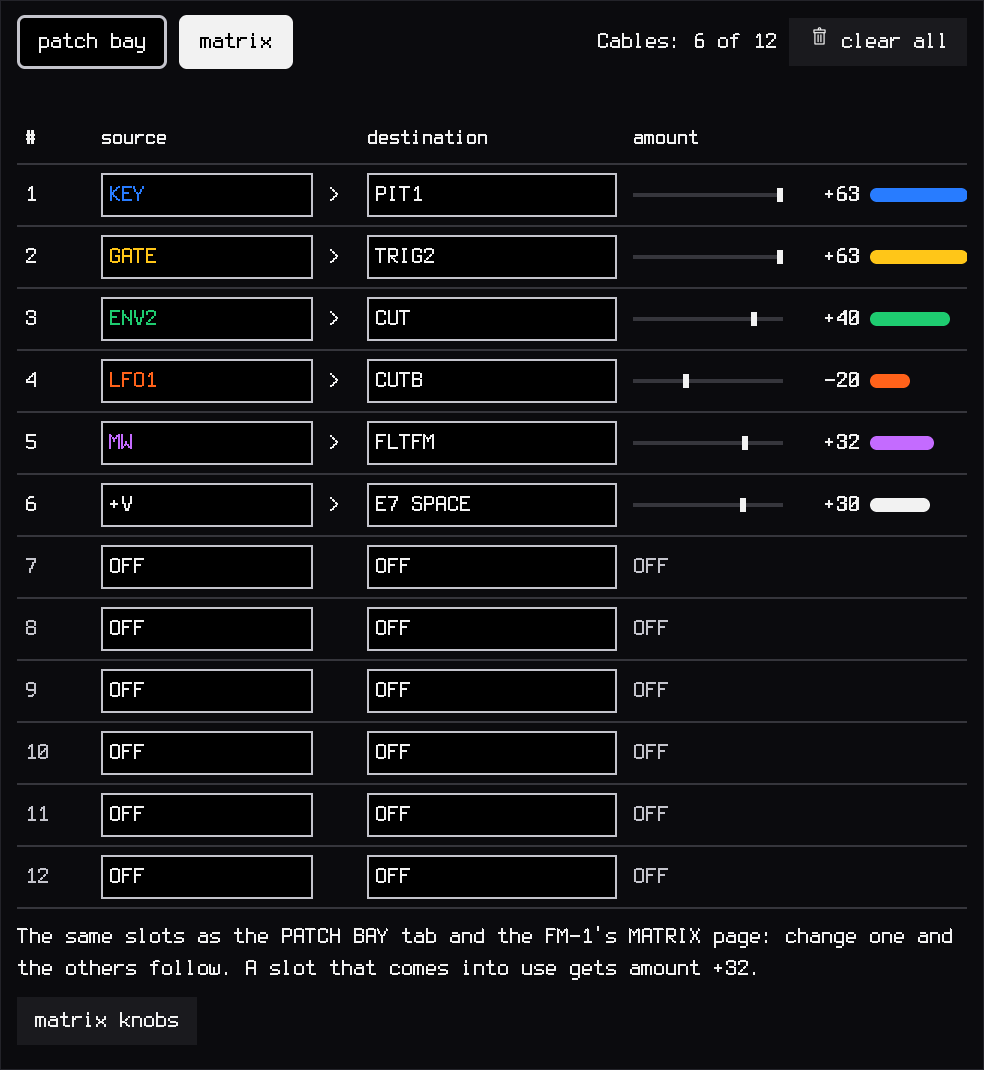 patch bay matrix Cables: 6 of 12 clear all
# source destination amount
1 KEY > PIT1 +63
2 GATE > TRIG2 +63
3 ENV2 > CUT +40
4 LFO1 > CUTB -20
5 MW > FLTFM +32
6 +V > E7 SPACE +30
7 OFF OFF OFF
8 OFF OFF OFF
9 OFF OFF OFF
10 OFF OFF OFF
11 OFF OFF OFF
12 OFF OFF OFF
The same slots as the PATCH BAY tab and the FM-1's MATRIX page: change one and
the others follow. A slot that comes into use gets amount +32.
matrix knobs